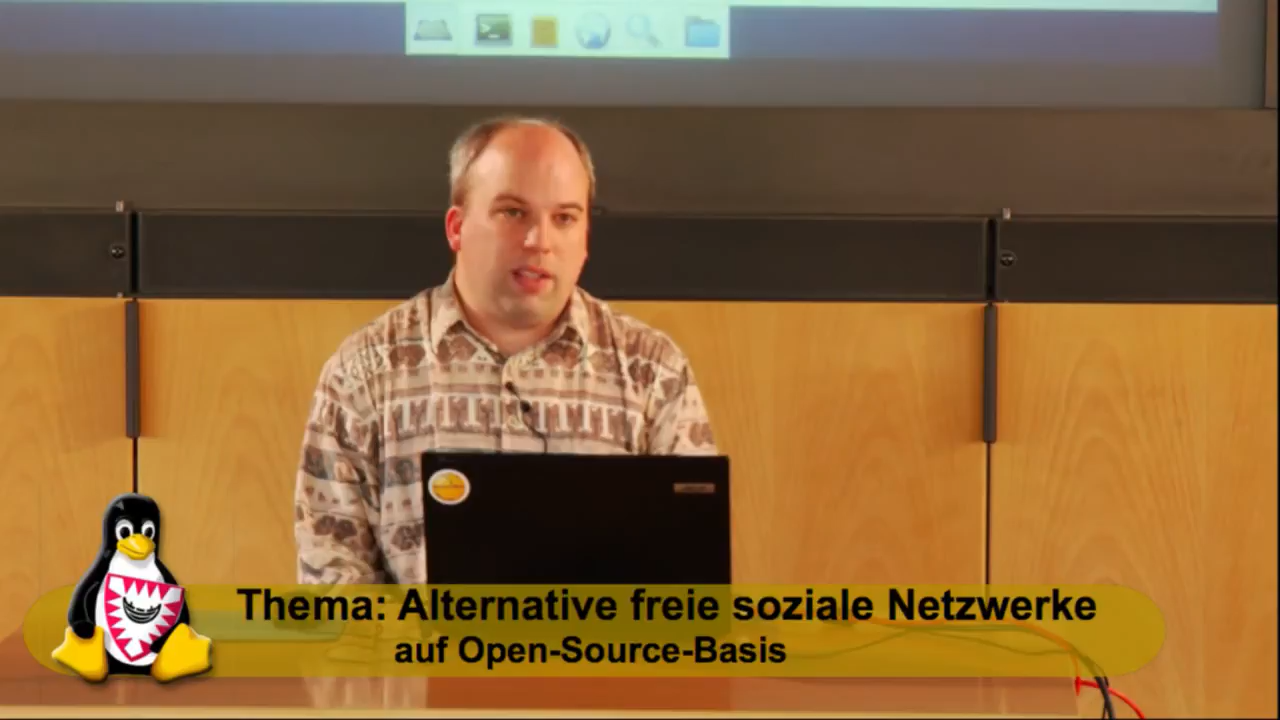 Thema: Alternative freie soziale Netzwerke
auf Open-Source-Basis